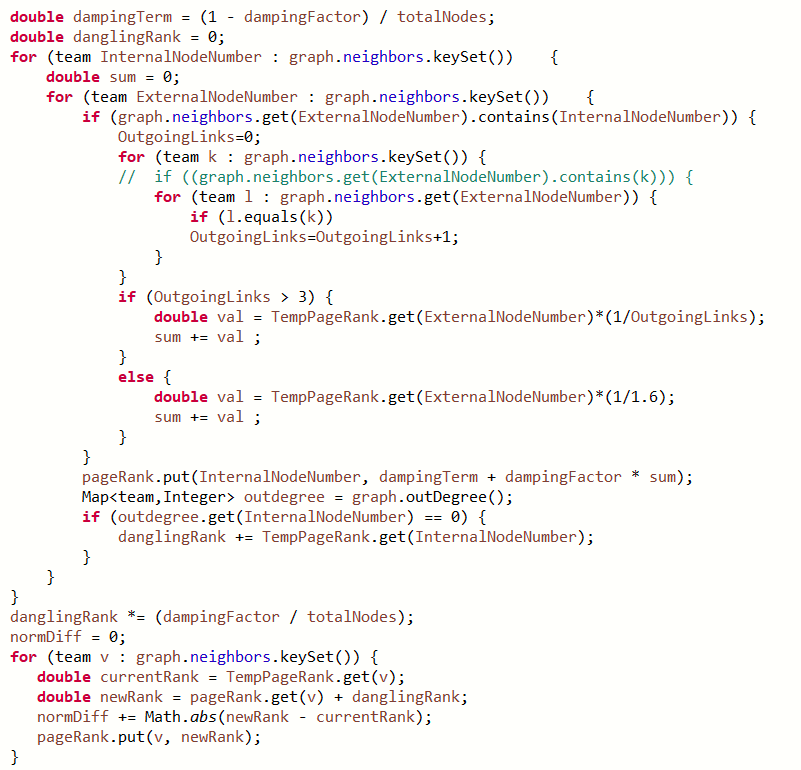 double dampingTerm = (1 - dampingFactor) / totalNodes;
double danglingRank = 0;
for (team InternalNodeNumber : graph.neighbors.keySet())    {
    double sum = 0;
    for (team ExternalNodeNumber : graph.neighbors.keySet())    {
        if (graph.neighbors.get(ExternalNodeNumber).contains(InternalNodeNumber)) {
            OutgoingLinks=0;
            for (team k : graph.neighbors.keySet()) {
            //  if ((graph.neighbors.get(ExternalNodeNumber).contains(k))) {
                for (team l : graph.neighbors.get(ExternalNodeNumber)) {
                    if (l.equals(k))
                    OutgoingLinks=OutgoingLinks+1;
                }
            }
            if (OutgoingLinks > 3) {
                double val = TempPageRank.get(ExternalNodeNumber)*(1/OutgoingLinks);
                sum += val ;
            }
            else {
                double val = TempPageRank.get(ExternalNodeNumber)*(1/1.6);
                sum += val ;
            }
        }
        pageRank.put(InternalNodeNumber, dampingTerm + dampingFactor * sum);
        Map<team,Integer> outdegree = graph.outDegree();
        if (outdegree.get(InternalNodeNumber) == 0) {
            danglingRank += TempPageRank.get(InternalNodeNumber);
        }
    }
}
danglingRank *= (dampingFactor / totalNodes);
normDiff = 0;
for (team v : graph.neighbors.keySet()) {
   double currentRank = TempPageRank.get(v);
   double newRank = pageRank.get(v) + danglingRank;
   normDiff += Math.abs(newRank - currentRank);
   pageRank.put(v, newRank);
}